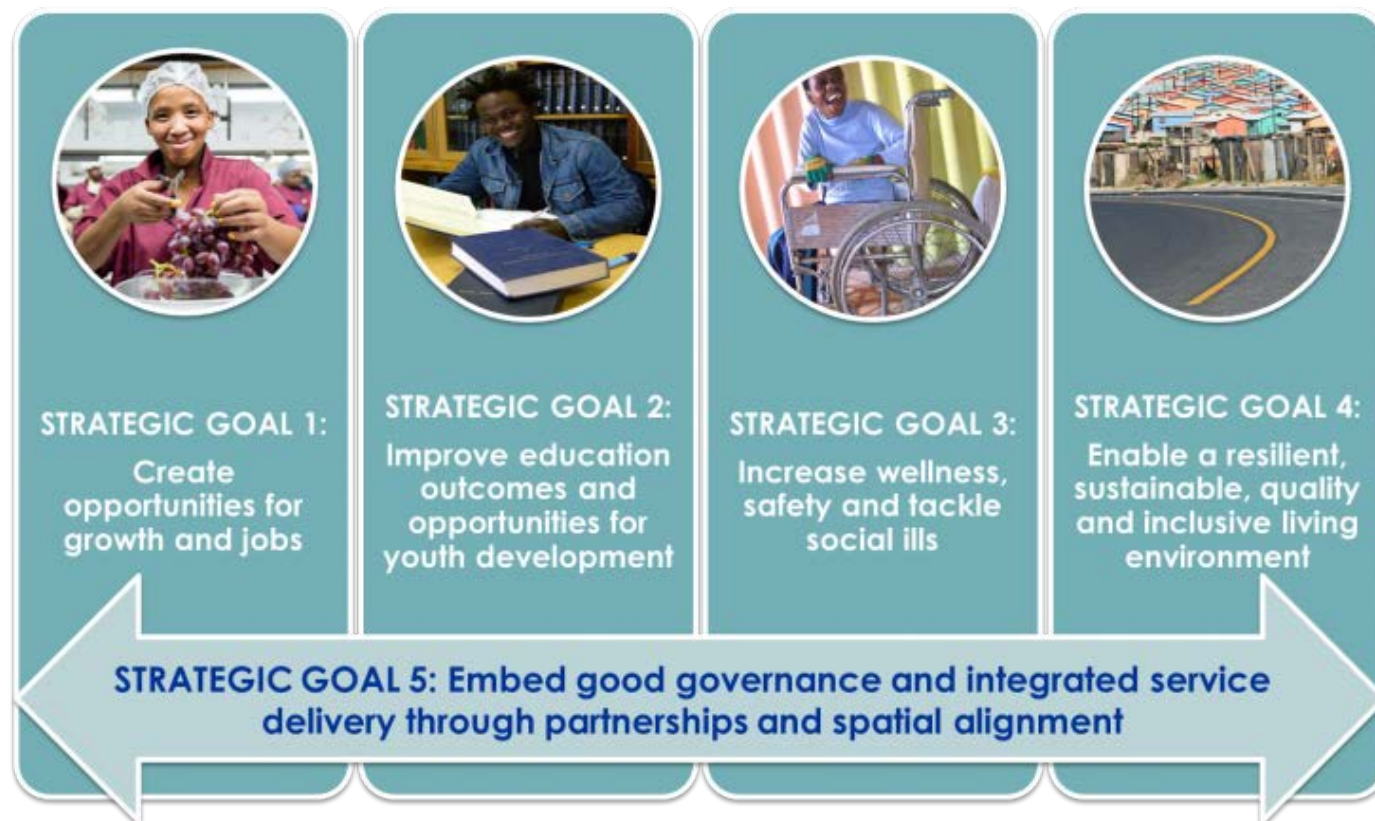 STRATEGIC GOAL 1:
Create
opportunities for
growth and jobs
STRATEGIC GOAL 2:
Improve education
outcomes and
opportunities for
youth development
STRATEGIC GOAL 3:
Increase wellness,
safety and tackle
social ills
STRATEGIC GOAL 4:
Enable a resilient,
sustainable, quality
and inclusive living
environment
STRATEGIC GOAL 5: Embed good governance and integrated service
delivery through partnerships and spatial alignment